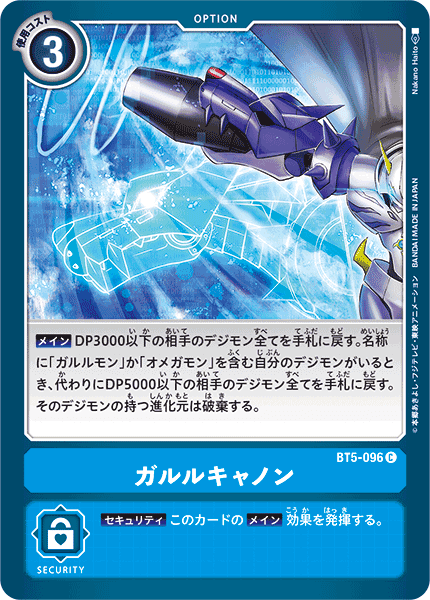 OPTION
使用コスト
3
Nakano Haito
メイン DP3000以下の相手のデジモン全てを手札に戻す。名称
に「ガルルモン」か「オメガモン」を含む自分のデジモンがいると
き、代わりにDP5000以下の相手のデジモン全てを手札に戻す。
そのデジモンの持つ進化元は破棄する。
©本郷あきよし・フジテレビ・東映アニメーション BANDAI MADE IN JAPAN
BT5-096 C
ガルルキャノン
セキュリティ このカードの メイン 効果を発揮する。
SECURITY